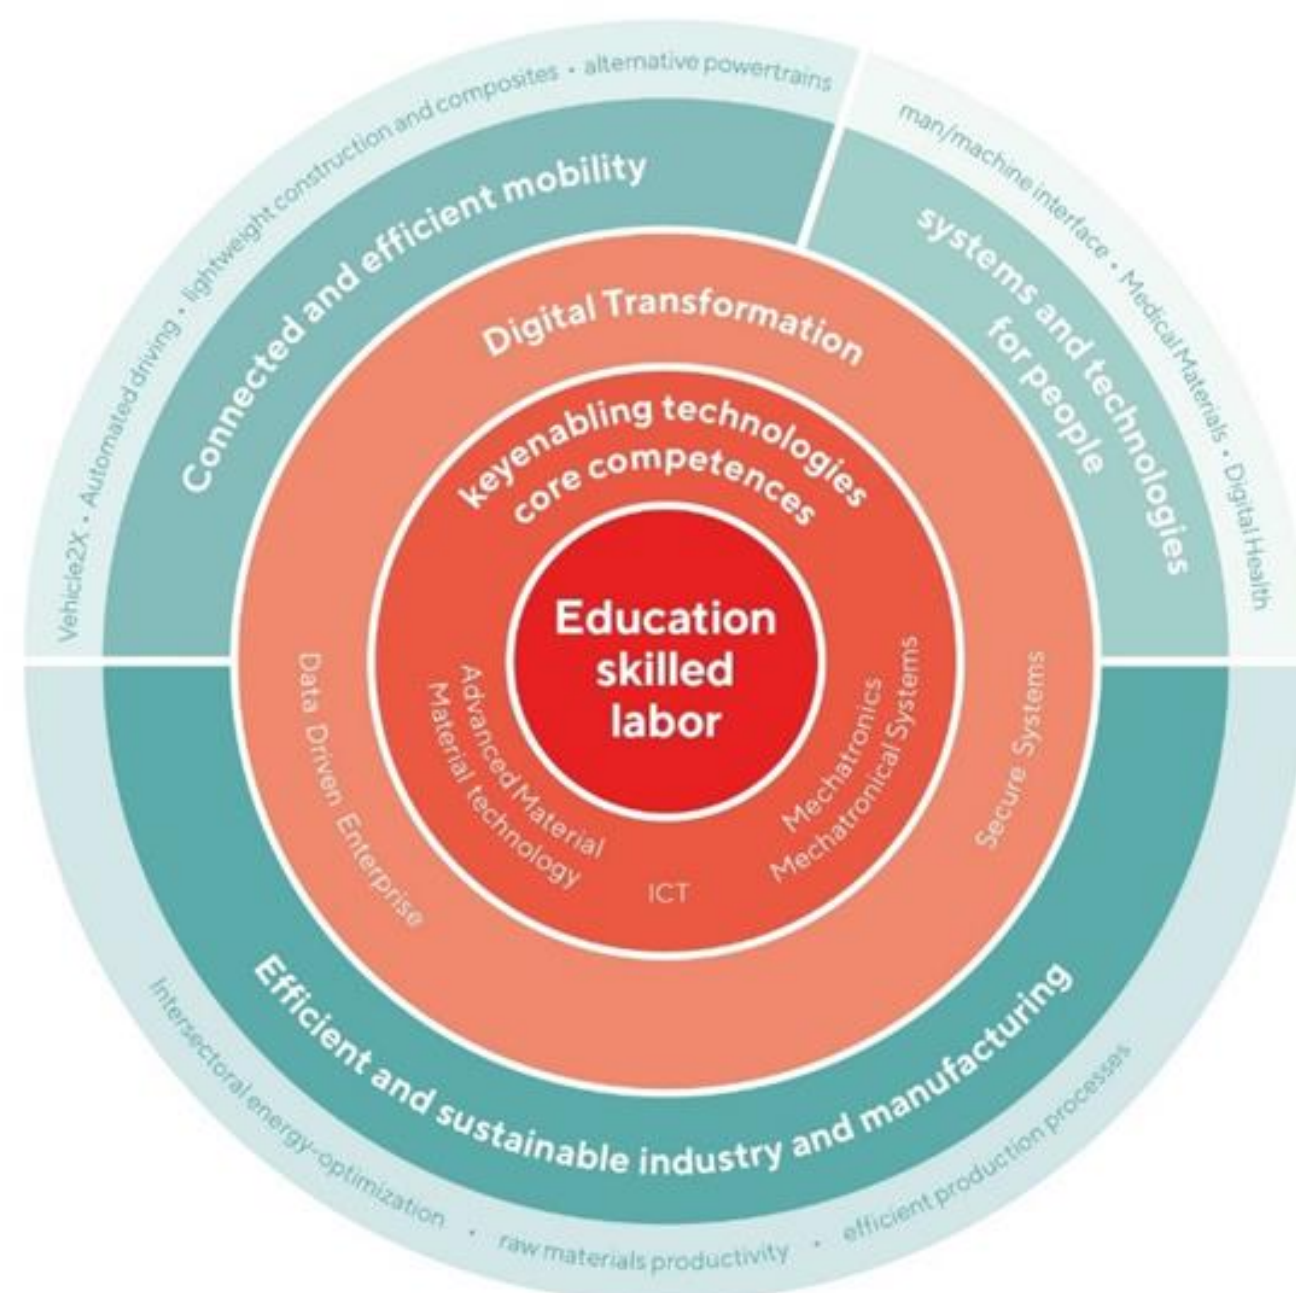 Vehicle2X • Automated driving • lightweight construction and composites • alternative powertrains
man/machine interface • Medical Materials • Digital Health
Connected and efficient mobility
systems and technologies
for people
Digital Transformation
keyenabling technologies
core competences
Education
skilled
labor
Data Driven Enterprise
Advanced Material
Material technology
ICT
Mechatronics
Mechatronical Systems
Secure Systems
Efficient and sustainable industry and manufacturing
Intersectoral energy-optimization • raw materials productivity • efficient production processes